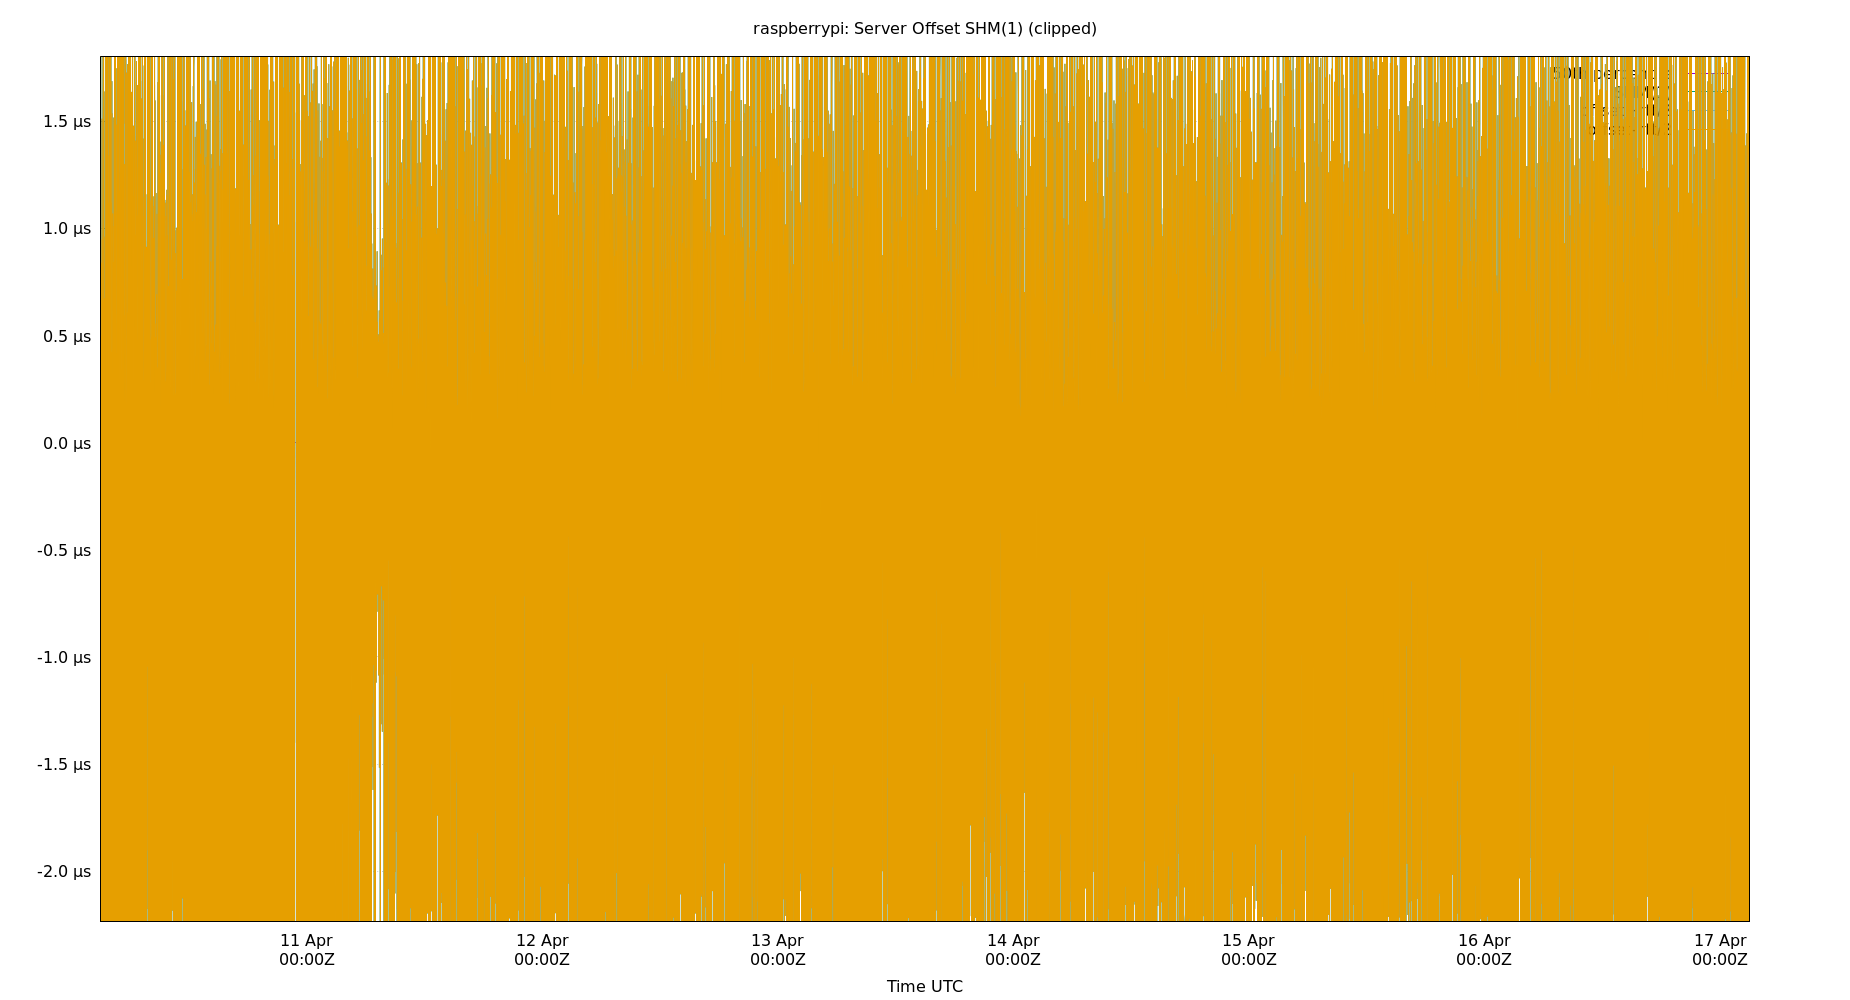 raspberrypi: Server Offset SHM(1) (clipped)
1.5 µs
1.0 µs
0.5 µs
0.0 µs
-0.5 µs
-1.0 µs
-1.5 µs
-2.0 µs
11 Apr 12 Apr 13 Apr 14 Apr 15 Apr 16 Apr 17 Apr
00:00Z 00:00Z 00:00Z 00:00Z 00:00Z 00:00Z 00:00Z
Time UTC